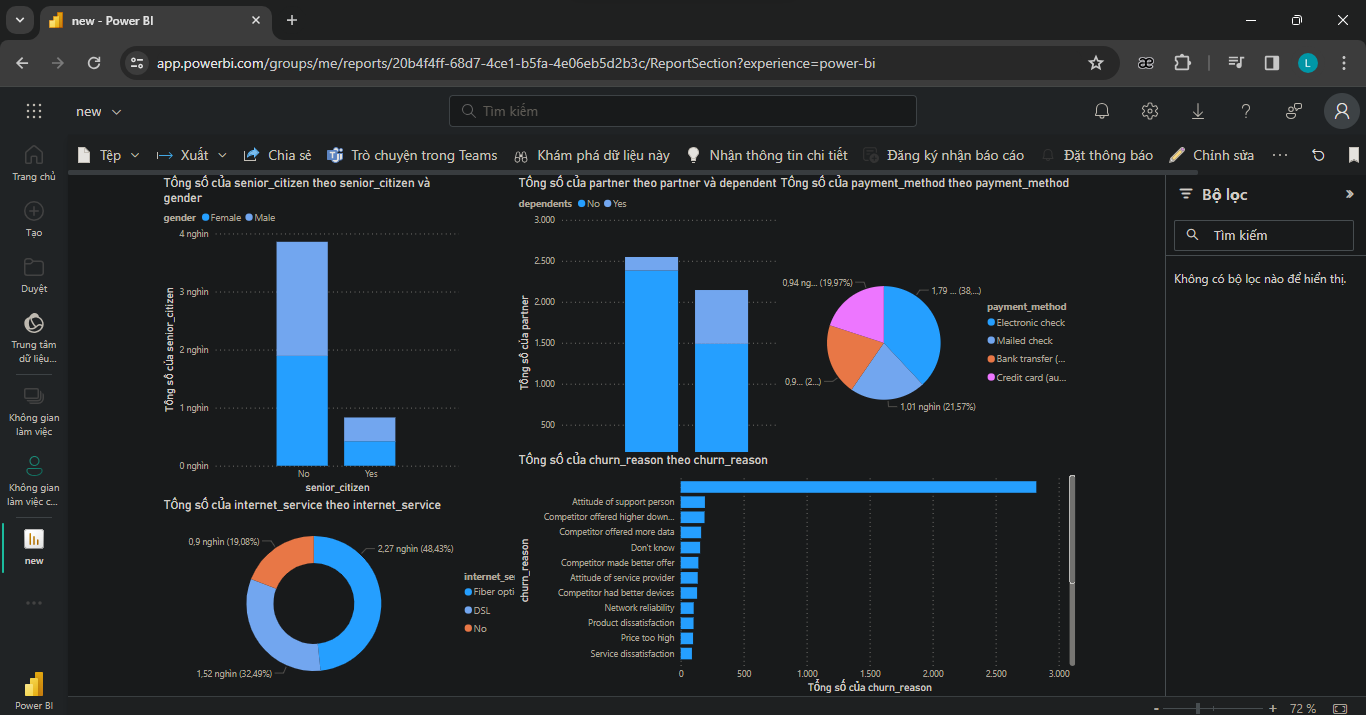 new - Power BI
app.powerbi.com/groups/me/reports/20b4f4ff-68d7-4ce1-b5fa-4e06eb5d2b3c/ReportSection?experience=power-bi
L
new
Tìm kiếm
Tệp
Xuất
Chia sẻ
Trò chuyện trong Teams
Khám phá dữ liệu này
Nhận thông tin chi tiết
Đăng ký nhận báo cáo
Đặt thông báo
Chỉnh sửa
Trang chủ
Tạo
Duyệt
Trung tâm
dữ liệu...
Không gian
làm việc
Không gian
làm việc c...
new
Power BI
Tổng số của senior_citizen theo senior_citizen và
gender
gender Female Male
4 nghìn
3 nghìn
2 nghìn
1 nghìn
0 nghìn
Tổng số của senior_citizen
No
Yes
senior_citizen
Tổng số của partner theo partner và dependent
dependents No Yes
3.000
2.500
2.000
1.500
1.000
500
Tổng số của partner
Tổng số của payment_method theo payment_method
0,94 ng... (19,97%)
1,79 ... (38,...)
0,9... (2...)
1,01 nghìn (21,57%)
payment_method
Electronic check
Mailed check
Bank transfer (...
Credit card (au...
Tổng số của internet_service theo internet_service
0,9 nghìn (19,08%)
2,27 nghìn (48,43%)
1,52 nghìn (32,49%)
internet_se
Fiber opti
DSL
No
Tổng số của churn_reason theo churn_reason
churn_reason
Attitude of support person
Competitor offered higher down...
Competitor offered more data
Don't know
Competitor made better offer
Attitude of service provider
Competitor had better devices
Network reliability
Product dissatisfaction
Price too high
Service dissatisfaction
0
500
1.000
1.500
2.000
2.500
3.000
Tổng số của churn_reason
Bộ lọc
Tìm kiếm
Không có bộ lọc nào để hiển thị.
- + 72 %